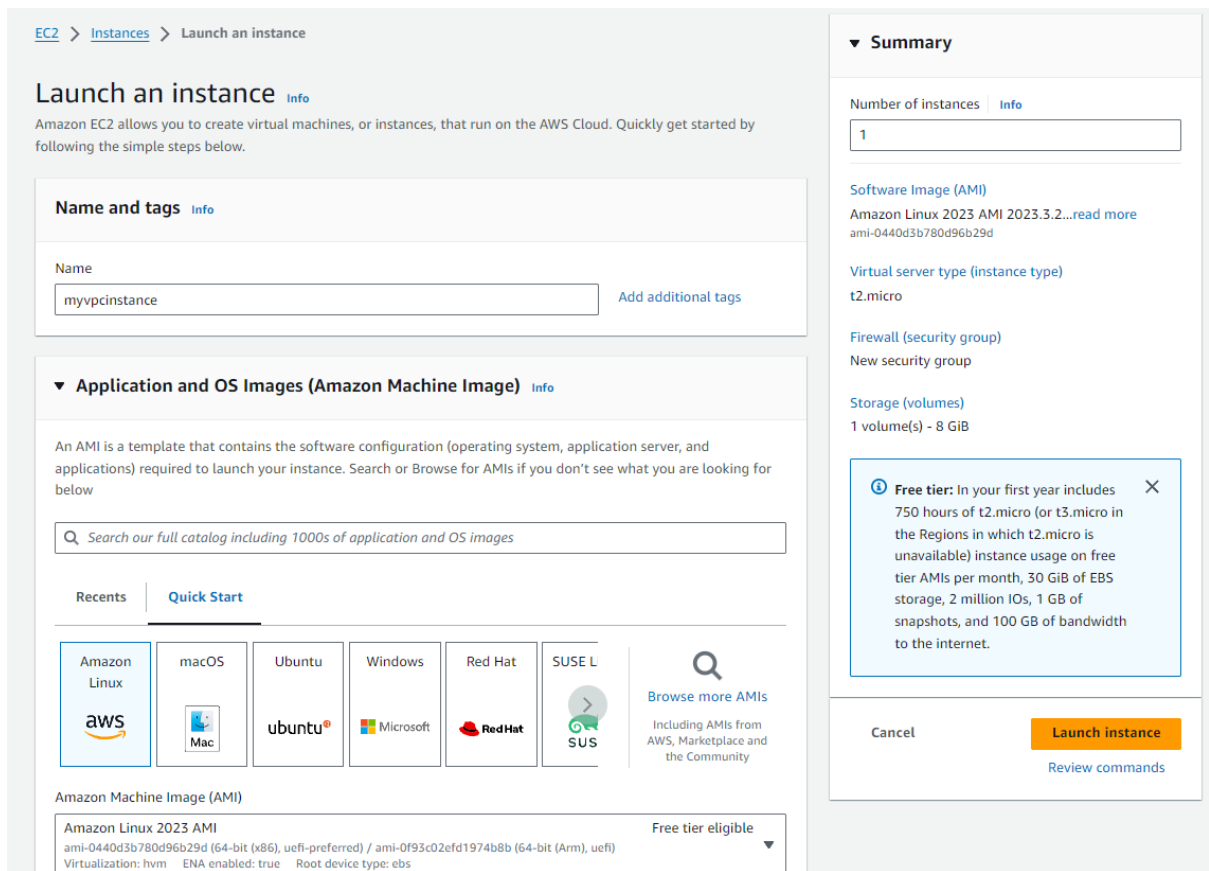 EC2 > Instances > Launch an instance
Launch an instance Info
Amazon EC2 allows you to create virtual machines, or instances, that run on the AWS Cloud. Quickly get started by
following the simple steps below.
Name and tags Info
Name
myvpcinstance
Add additional tags
Application and OS Images (Amazon Machine Image) Info
An AMI is a template that contains the software configuration (operating system, application server, and
applications) required to launch your instance. Search or Browse for AMIs if you don’t see what you are looking for
below
Search our full catalog including 1000s of application and OS images
Recents Quick Start
Amazon
Linux
aws
macOS
Mac
Ubuntu
ubuntu
Windows
Microsoft
Red Hat
RedHat
SUSE L
SUS
Browse more AMIs
Including AMIs from
AWS, Marketplace and
the Community
Amazon Machine Image (AMI)
Amazon Linux 2023 AMI Free tier eligible
ami-0440d3b780d96b29d (64-bit (x86), uefi-preferred) / ami-0f93c02efd1974b8b (64-bit (Arm), uefi)
Virtualization: hvm ENA enabled: true Root device type: ebs
Summary
Number of instances Info
1
Software Image (AMI)
Amazon Linux 2023 AMI 2023.3.2...read more
ami-0440d3b780d96b29d
Virtual server type (instance type)
t2.micro
Firewall (security group)
New security group
Storage (volumes)
1 volume(s) - 8 GiB
Free tier: In your first year includes
750 hours of t2.micro (or t3.micro in
the Regions in which t2.micro is
unavailable) instance usage on free
tier AMIs per month, 30 GiB of EBS
storage, 2 million IOs, 1 GB of
snapshots, and 100 GB of bandwidth
to the internet.
Cancel
Launch instance
Review commands